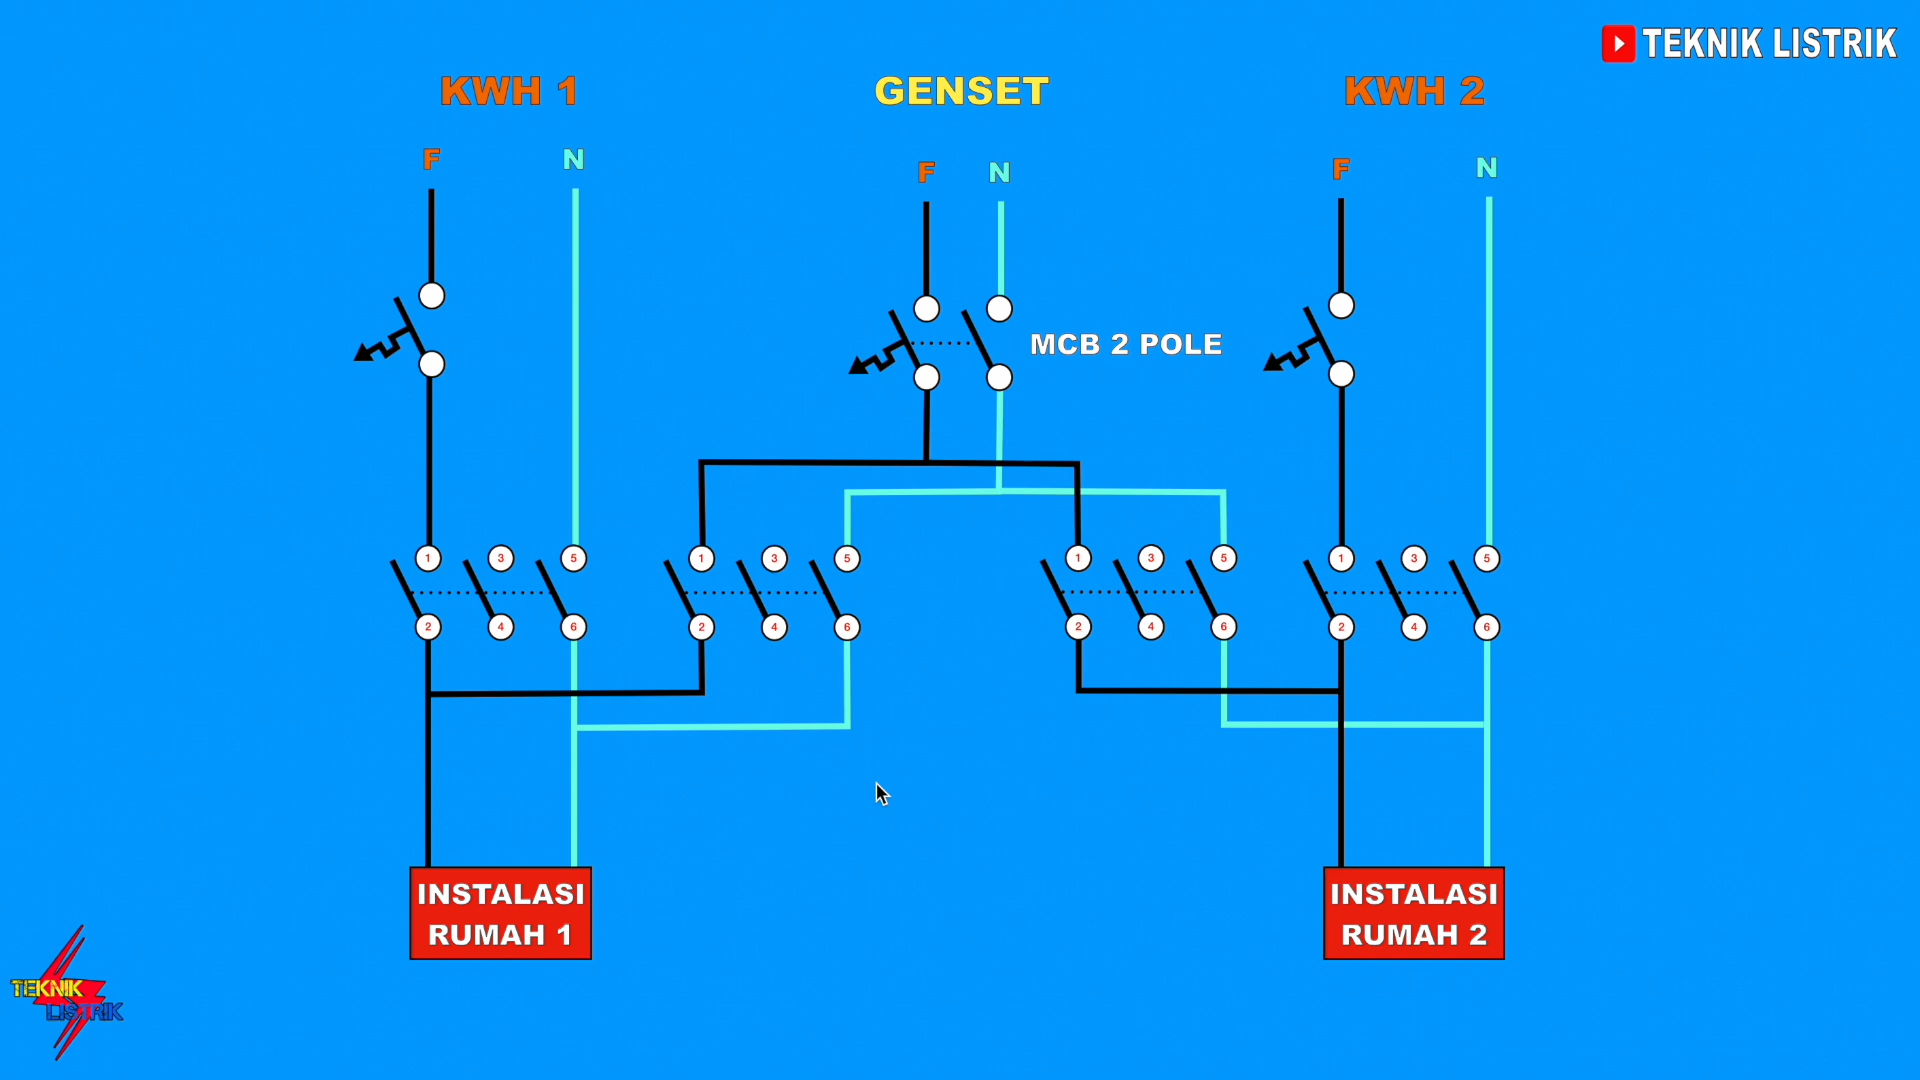 TEKNIK LISTRIK
KWH 1
GENSET
KWH 2
F
N
F
N
F
N
MCB 2 POLE
1
3
5
1
3
5
1
3
5
1
3
5
2
4
6
2
4
6
2
4
6
2
4
6
INSTALASI
RUMAH 1
INSTALASI
RUMAH 2
TEKNIK
LISTRIK